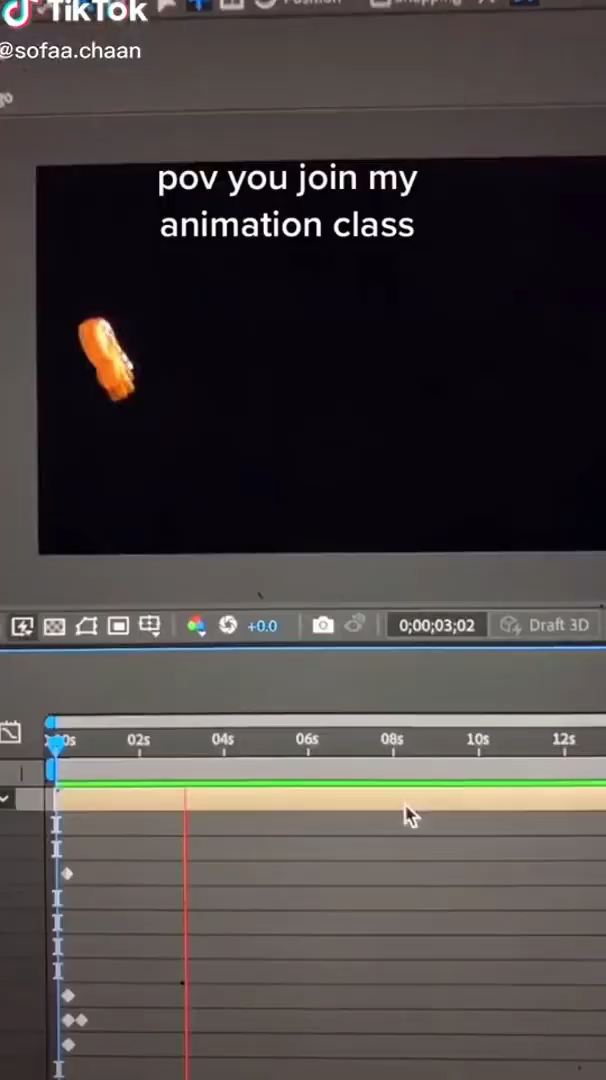 TikTok
@sofaa.chaan
pov you join my
animation class
+0.0
0;00;03;02
Draft 3D
02s
04s
06s
08s
10s
12s